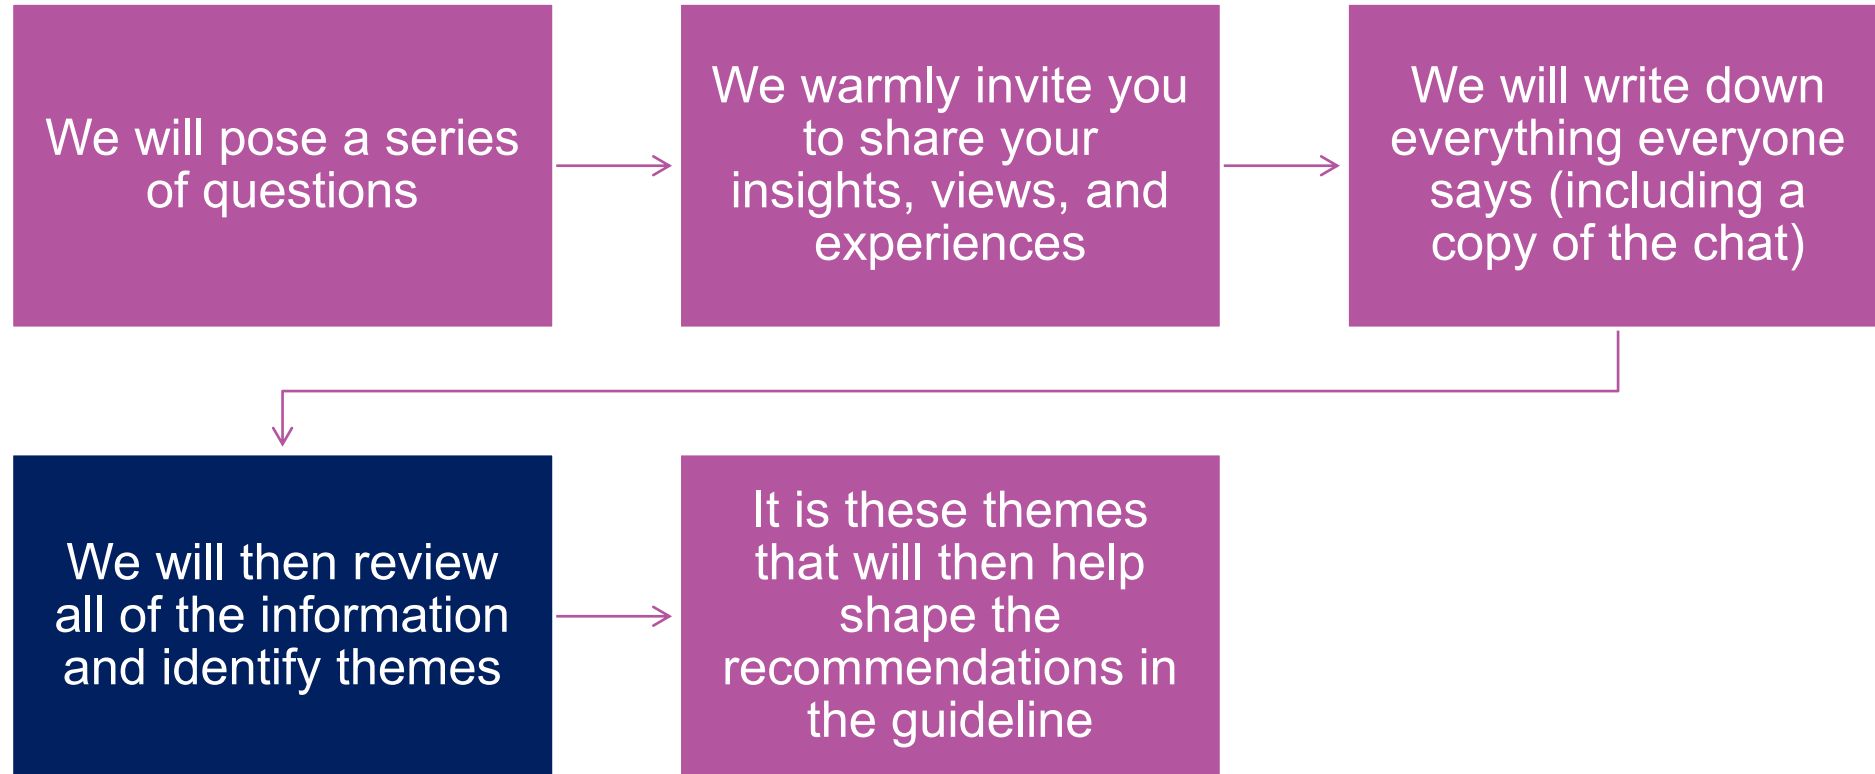 We will pose a series
of questions
We warmly invite you
to share your
insights, views, and
experiences
We will write down
everything everyone
says (including a
copy of the chat)
We will then review
all of the information
and identify themes
It is these themes
that will then help
shape the
recommendations in
the guideline